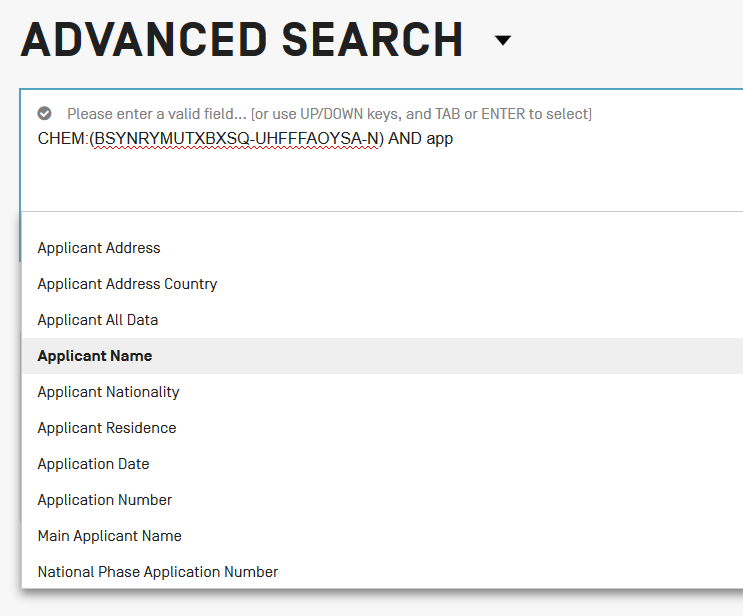 ADVANCED SEARCH
Please enter a valid field... [or use UP/DOWN keys, and TAB or ENTER to select]
CHEM:(BSYNRYMUTXBXSQ-UHFFFAOYSA-N) AND app
Applicant Address
Applicant Address Country
Applicant All Data
Applicant Name
Applicant Nationality
Applicant Residence
Application Date
Application Number
Main Applicant Name
National Phase Application Number